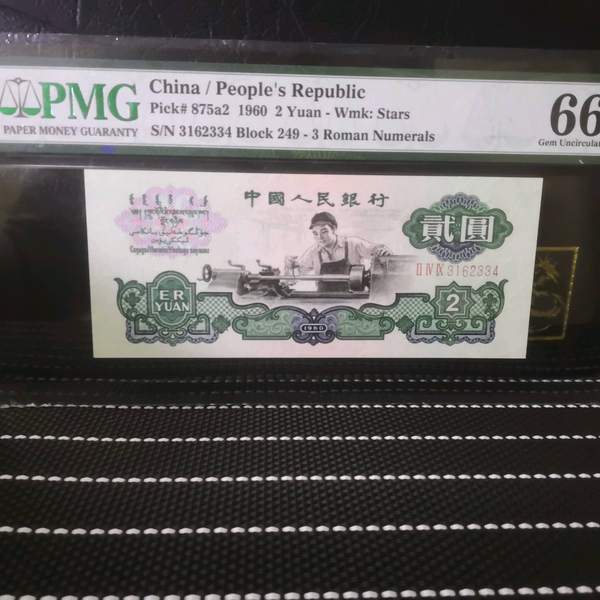 PMG
PAPER MONEY GUARANTY
China / People's Republic
Pick# 875a2 1960 2 Yuan - Wmk: Stars
S/N 3162334 Block 249 - 3 Roman Numerals
66
Gem Uncirculat
中國人民銀行
貳圓
II IV IX 3162334
ER
YUAN
1960
2